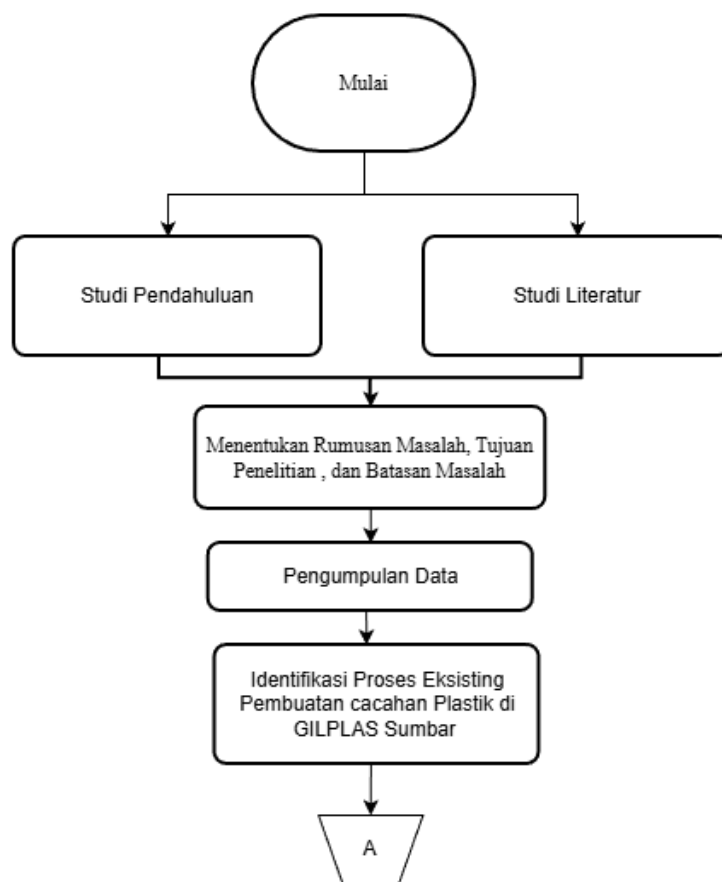 Mulai
Studi Pendahuluan
Studi Literatur
Menentukan Rumusan Masalah, Tujuan
Penelitian , dan Batasan Masalah
Pengumpulan Data
Identifikasi Proses Eksisting
Pembuatan cacahan Plastik di
GILPLAS Sumbar
A